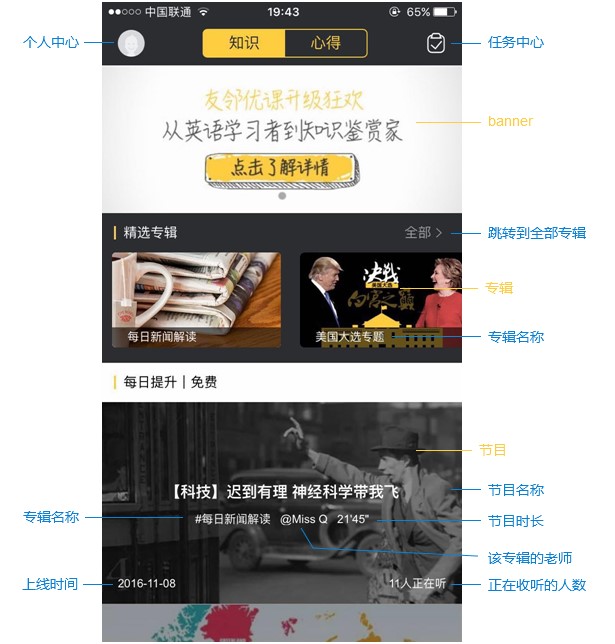 中国联通 19:43 65%
个人中心
知识 心得
任务中心
友邻优课升级狂欢
从英语学习者到知识鉴赏家
点击了解详情
banner
精选专辑 全部 >
跳转到全部专辑
决战
美国大选
白宫之巅
专辑
每日新闻解读
美国大选专题
专辑名称
每日提升 | 免费
节目
【科技】迟到有理 神经科学带我飞
节目名称
专辑名称
#每日新闻解读 @Miss Q 21'45"
节目时长
该专辑的老师
上线时间
2016-11-08
11人正在听
正在收听的人数